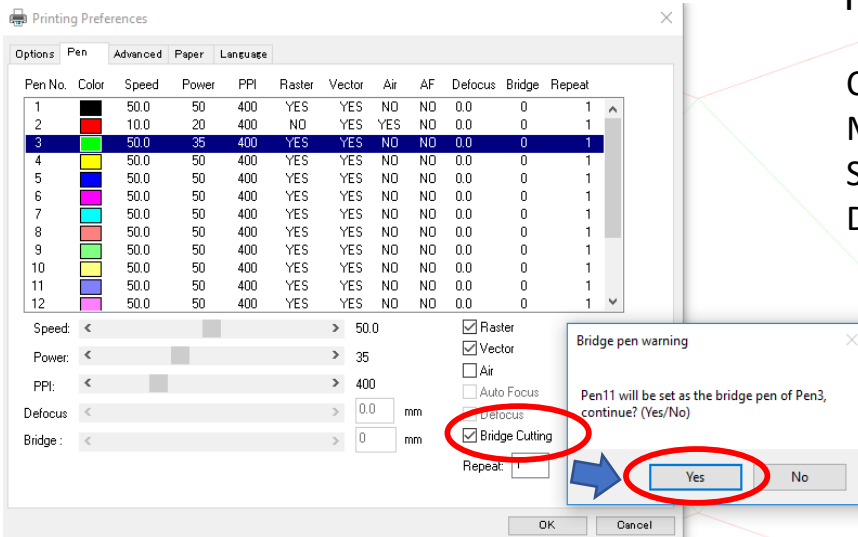 Printing Preferences
Options Pen Advanced Paper Language
Pen No. Color Speed Power PPI Raster Vector Air AF Defocus Bridge Repeat
1 50.0 50 400 YES YES NO NO 0.0 0 1
2 10.0 20 400 NO YES YES NO 0.0 0 1
3 50.0 35 400 YES YES NO NO 0.0 0 1
4 50.0 50 400 YES YES NO NO 0.0 0 1
5 50.0 50 400 YES YES NO NO 0.0 0 1
6 50.0 50 400 YES YES NO NO 0.0 0 1
7 50.0 50 400 YES YES NO NO 0.0 0 1
8 50.0 50 400 YES YES NO NO 0.0 0 1
9 50.0 50 400 YES YES NO NO 0.0 0 1
10 50.0 50 400 YES YES NO NO 0.0 0 1
11 50.0 50 400 YES YES NO NO 0.0 0 1
12 50.0 50 400 YES YES NO NO 0.0 0 1
Speed: 50.0
Power: 35
PPI: 400
Defocus 0.0 mm
Bridge : 0 mm
Raster
Vector
Air
Auto Focus
Defocus
Bridge Cutting
Repeat: 1
OK Cancel
Bridge pen warning
Pen11 will be set as the bridge pen of Pen3,
continue? (Yes/No)
Yes No
M
S
D